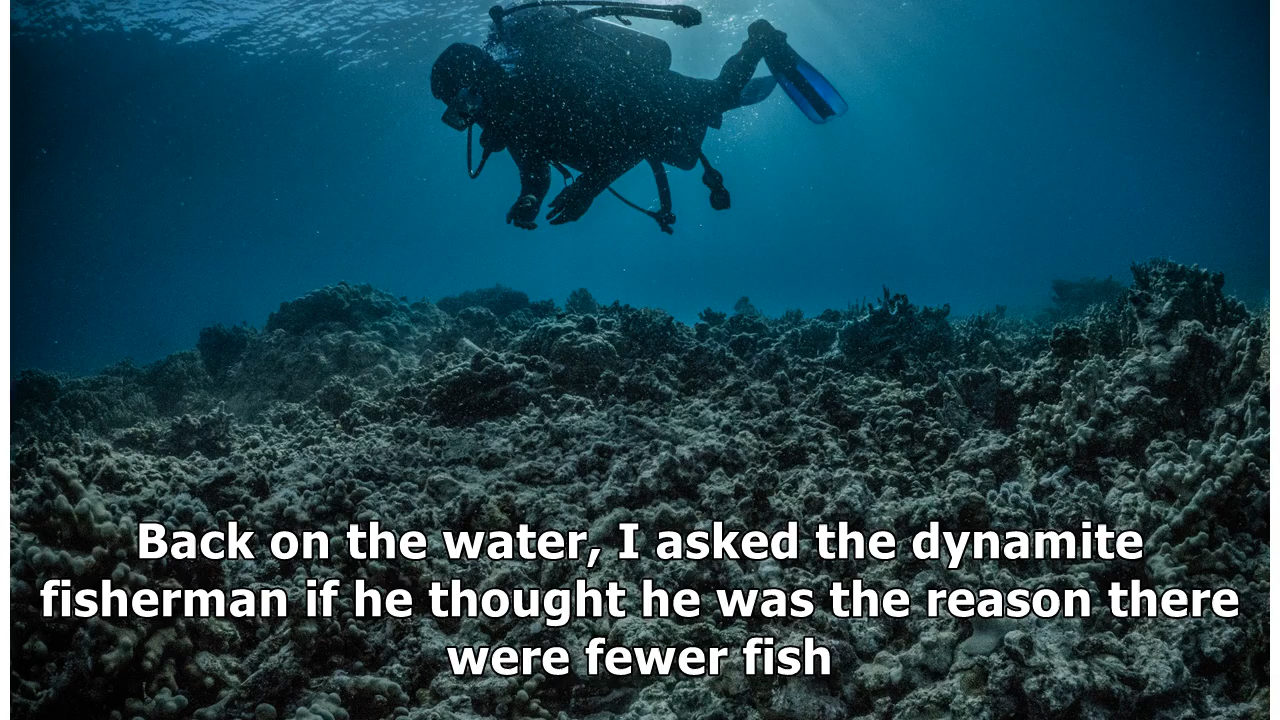 Back on the water, I asked the dynamite
fisherman if he thought he was the reason there
were fewer fish